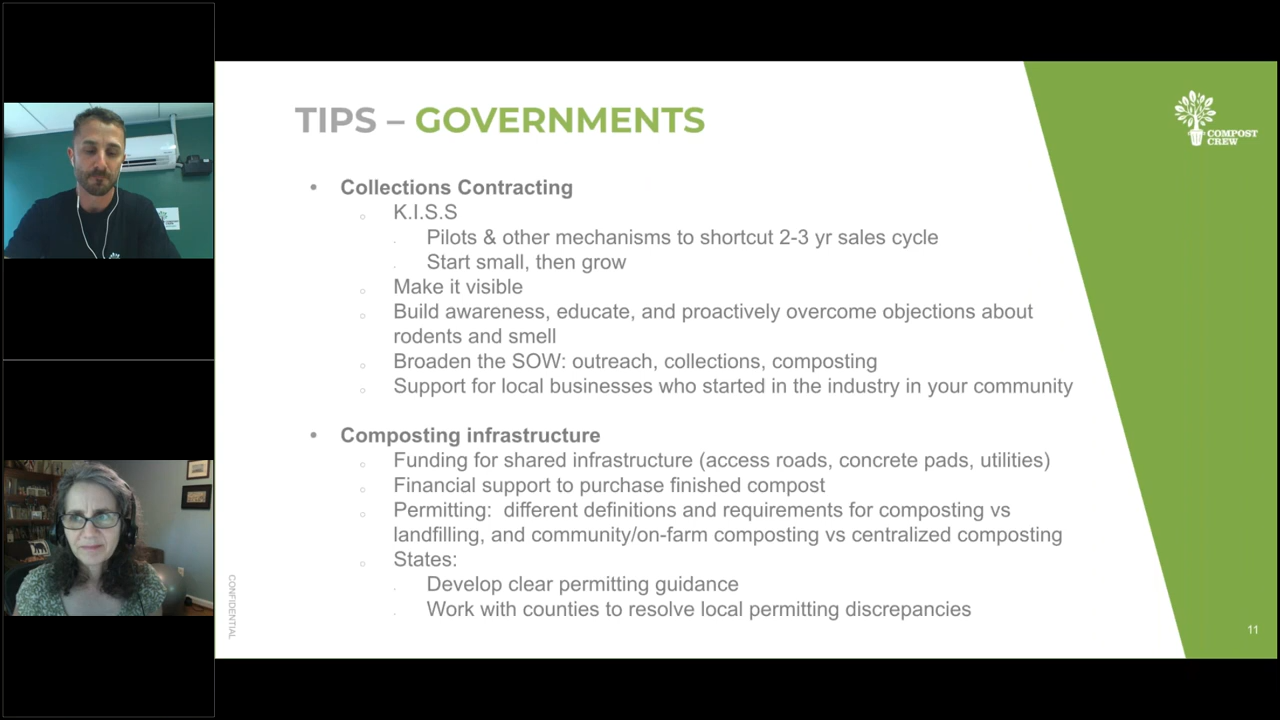 TIPS – GOVERNMENTS
COMPOST
CREW
• Collections Contracting
○ K.I.S.S
· Pilots & other mechanisms to shortcut 2-3 yr sales cycle
· Start small, then grow
○ Make it visible
○ Build awareness, educate, and proactively overcome objections about
rodents and smell
○ Broaden the SOW: outreach, collections, composting
○ Support for local businesses who started in the industry in your community
• Composting infrastructure
○ Funding for shared infrastructure (access roads, concrete pads, utilities)
○ Financial support to purchase finished compost
○ Permitting:  different definitions and requirements for composting vs
landfilling, and community/on-farm composting vs centralized composting
○ States:
· Develop clear permitting guidance
· Work with counties to resolve local permitting discrepancies
CONFIDENTIAL
11